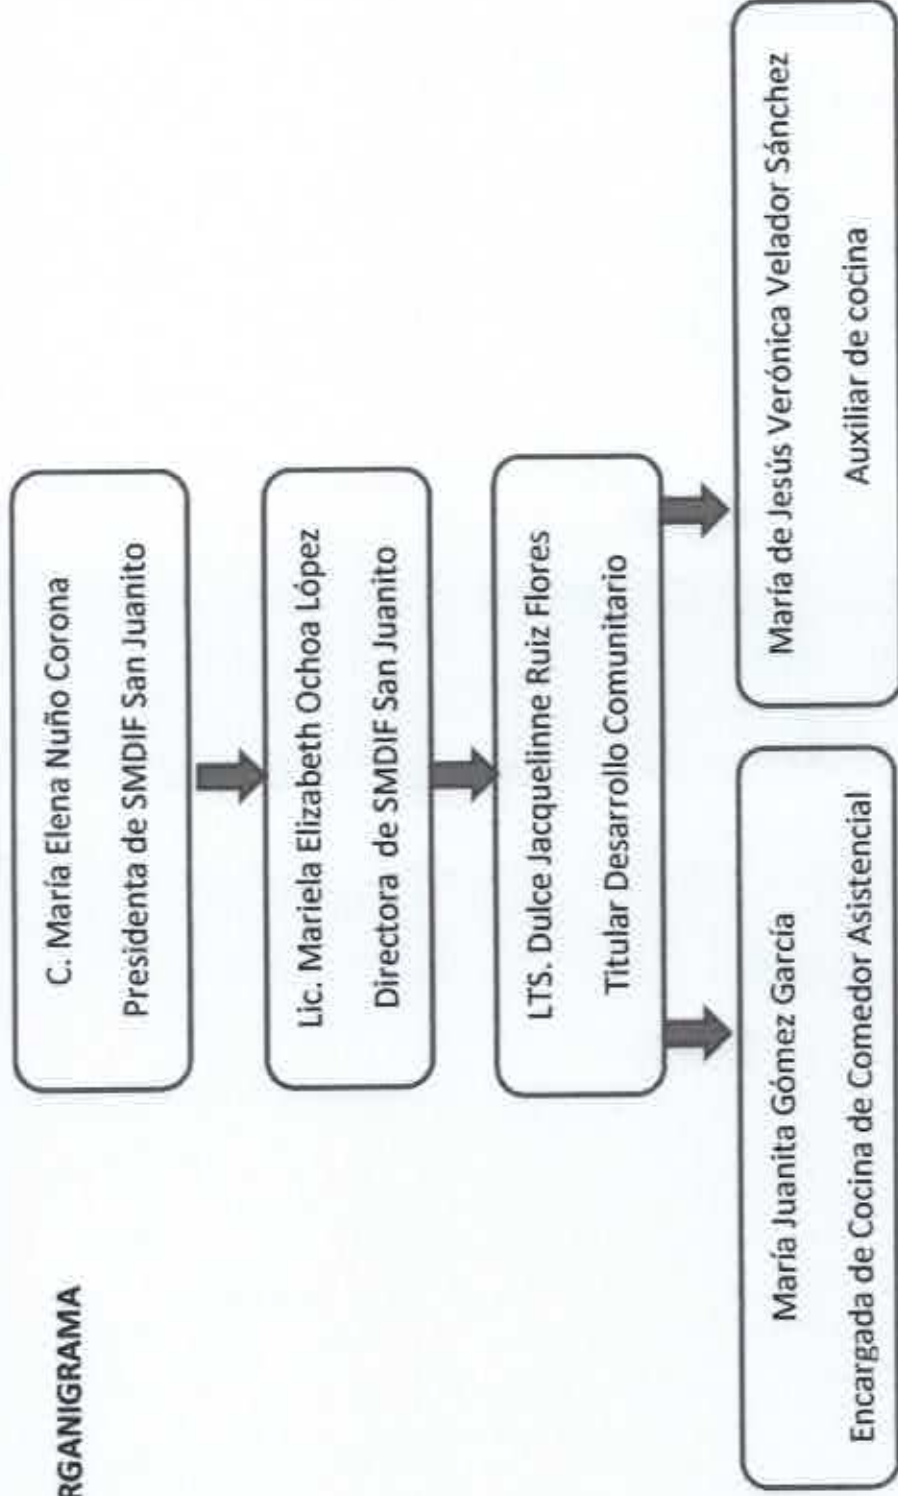 RGANIGRAMA
C. María Elena Nuño Corona
Presidenta de SMDIF San Juanito
Lic. Mariela Elizabeth Ochoa López
Directora de SMDIF San Juanito
LTS. Dulce Jacquelinne Ruiz Flores
Titular Desarrollo Comunitario
María Juanita Gómez García
Encargada de Cocina de Comedor Asistencial
María de Jesús Verónica Velador Sánchez
Auxiliar de cocina